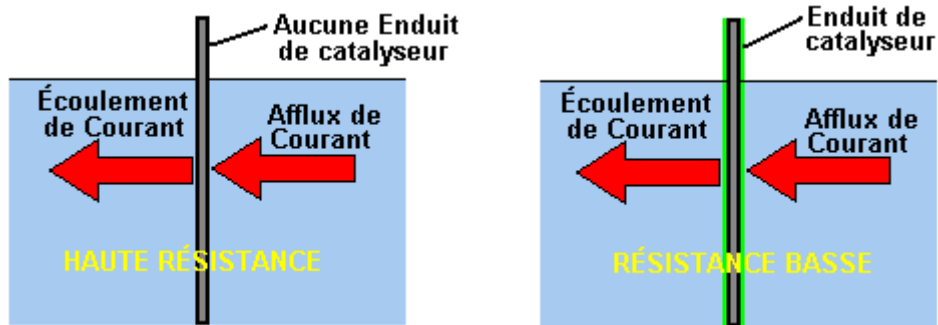 Aucune Enduit
de catalyseur
Écoulement
de Courant
Afflux de
Courant
HAUTE RÉSISTANCE
Enduit de
catalyseur
Écoulement
de Courant
Afflux de
Courant
RÉSISTANCE BASSE